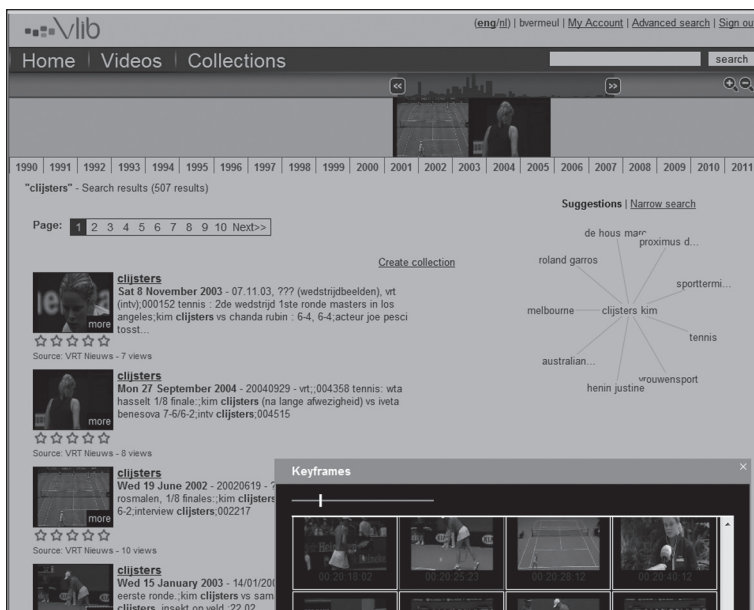 Vlib
(eng/nl) | bvermeul | My Account | Advanced search | Sign ou
Home | Videos | Collections
search
<< >>
1990 1991 1992 1993 1994 1995 1996 1997 1998 1999 2000 2001 2002 2003 2004 2005 2006 2007 2008 2009 2010 2011
"clijsters" - Search results (507 results)
Suggestions | Narrow search
Page: 1 2 3 4 5 6 7 8 9 10 Next>>
de hous marc
proximus d...
roland garros
sporttermi...
melbourne
clijsters kim
tennis
australian...
vrouwensport
henin justine
Create collection
clijsters
Sat 8 November 2003 - 07.11.03, ??? (wedstrijdbeelden), vrt
(intv);000152 tennis : 2de wedstrijd 1ste ronde masters in los
angeles;kim clijsters vs chanda rubin : 6-4, 6-4;acteur joe pesci
tosst...
more
Source: VRT Nieuws - 7 views
clijsters
Mon 27 September 2004 - 20040929 - vrt;;004358 tennis: wta
hasselt 1/8 finale:;kim clijsters (na lange afwezigheid) vs iveta
benesova 7-6/6-2;intv clijsters;004515
more
Source: VRT Nieuws - 8 views
clijsters
Wed 19 June 2002 - 20020619 - ?
rosmalen, 1/8 finales:;kim clijsters
6-2;interview clijsters;002217
more
Source: VRT Nieuws - 10 views
clijsters
Wed 15 January 2003 - 14/01/200
eerste ronde.;kim clijsters vs sam
clijsters, insekt op veld ;22.02
Keyframes
×
00:20:18:02 00:20:25:23 00:20:28:12 00:20:40:12